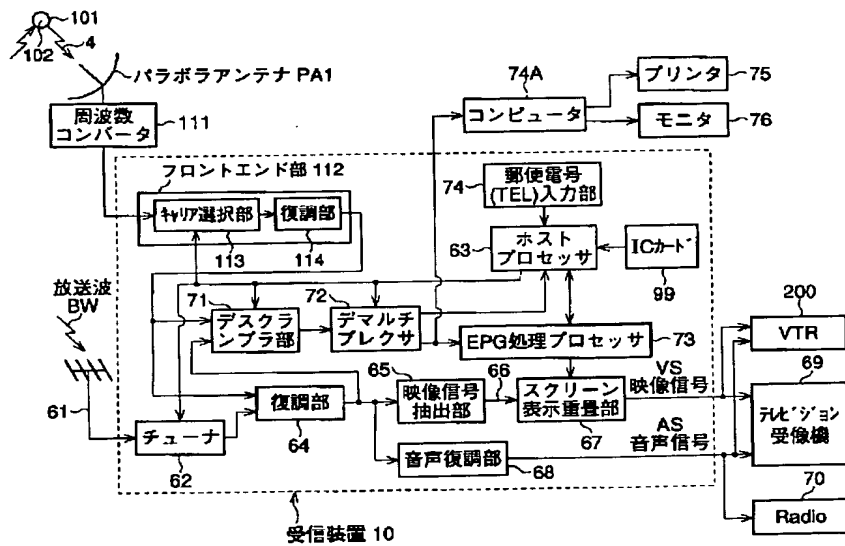 101
102
4
パラボラアンテナ PA1
周波数
コンバータ
111
74A
コンピュータ
プリンタ
75
モニタ
76
フロントエンド部 112
ｷｬﾘｱ選択部
復調部
113
114
74
郵便番号
(TEL)入力部
63
ホスト
プロセッサ
ICｶｰﾄﾞ
99
放送波
BW
71
デスクラ
ンブラ部
72
デマルチ
プレクサ
EPG処理プロセッサ
73
200
VTR
61
チューナ
62
復調部
64
65
映像信号
抽出部
66
スクリーン
表示重畳部
67
VS
映像信号
69
ﾃﾚﾋﾞｼﾞｮﾝ
受像機
音声復調部
68
AS
音声信号
70
Radio
受信装置 10